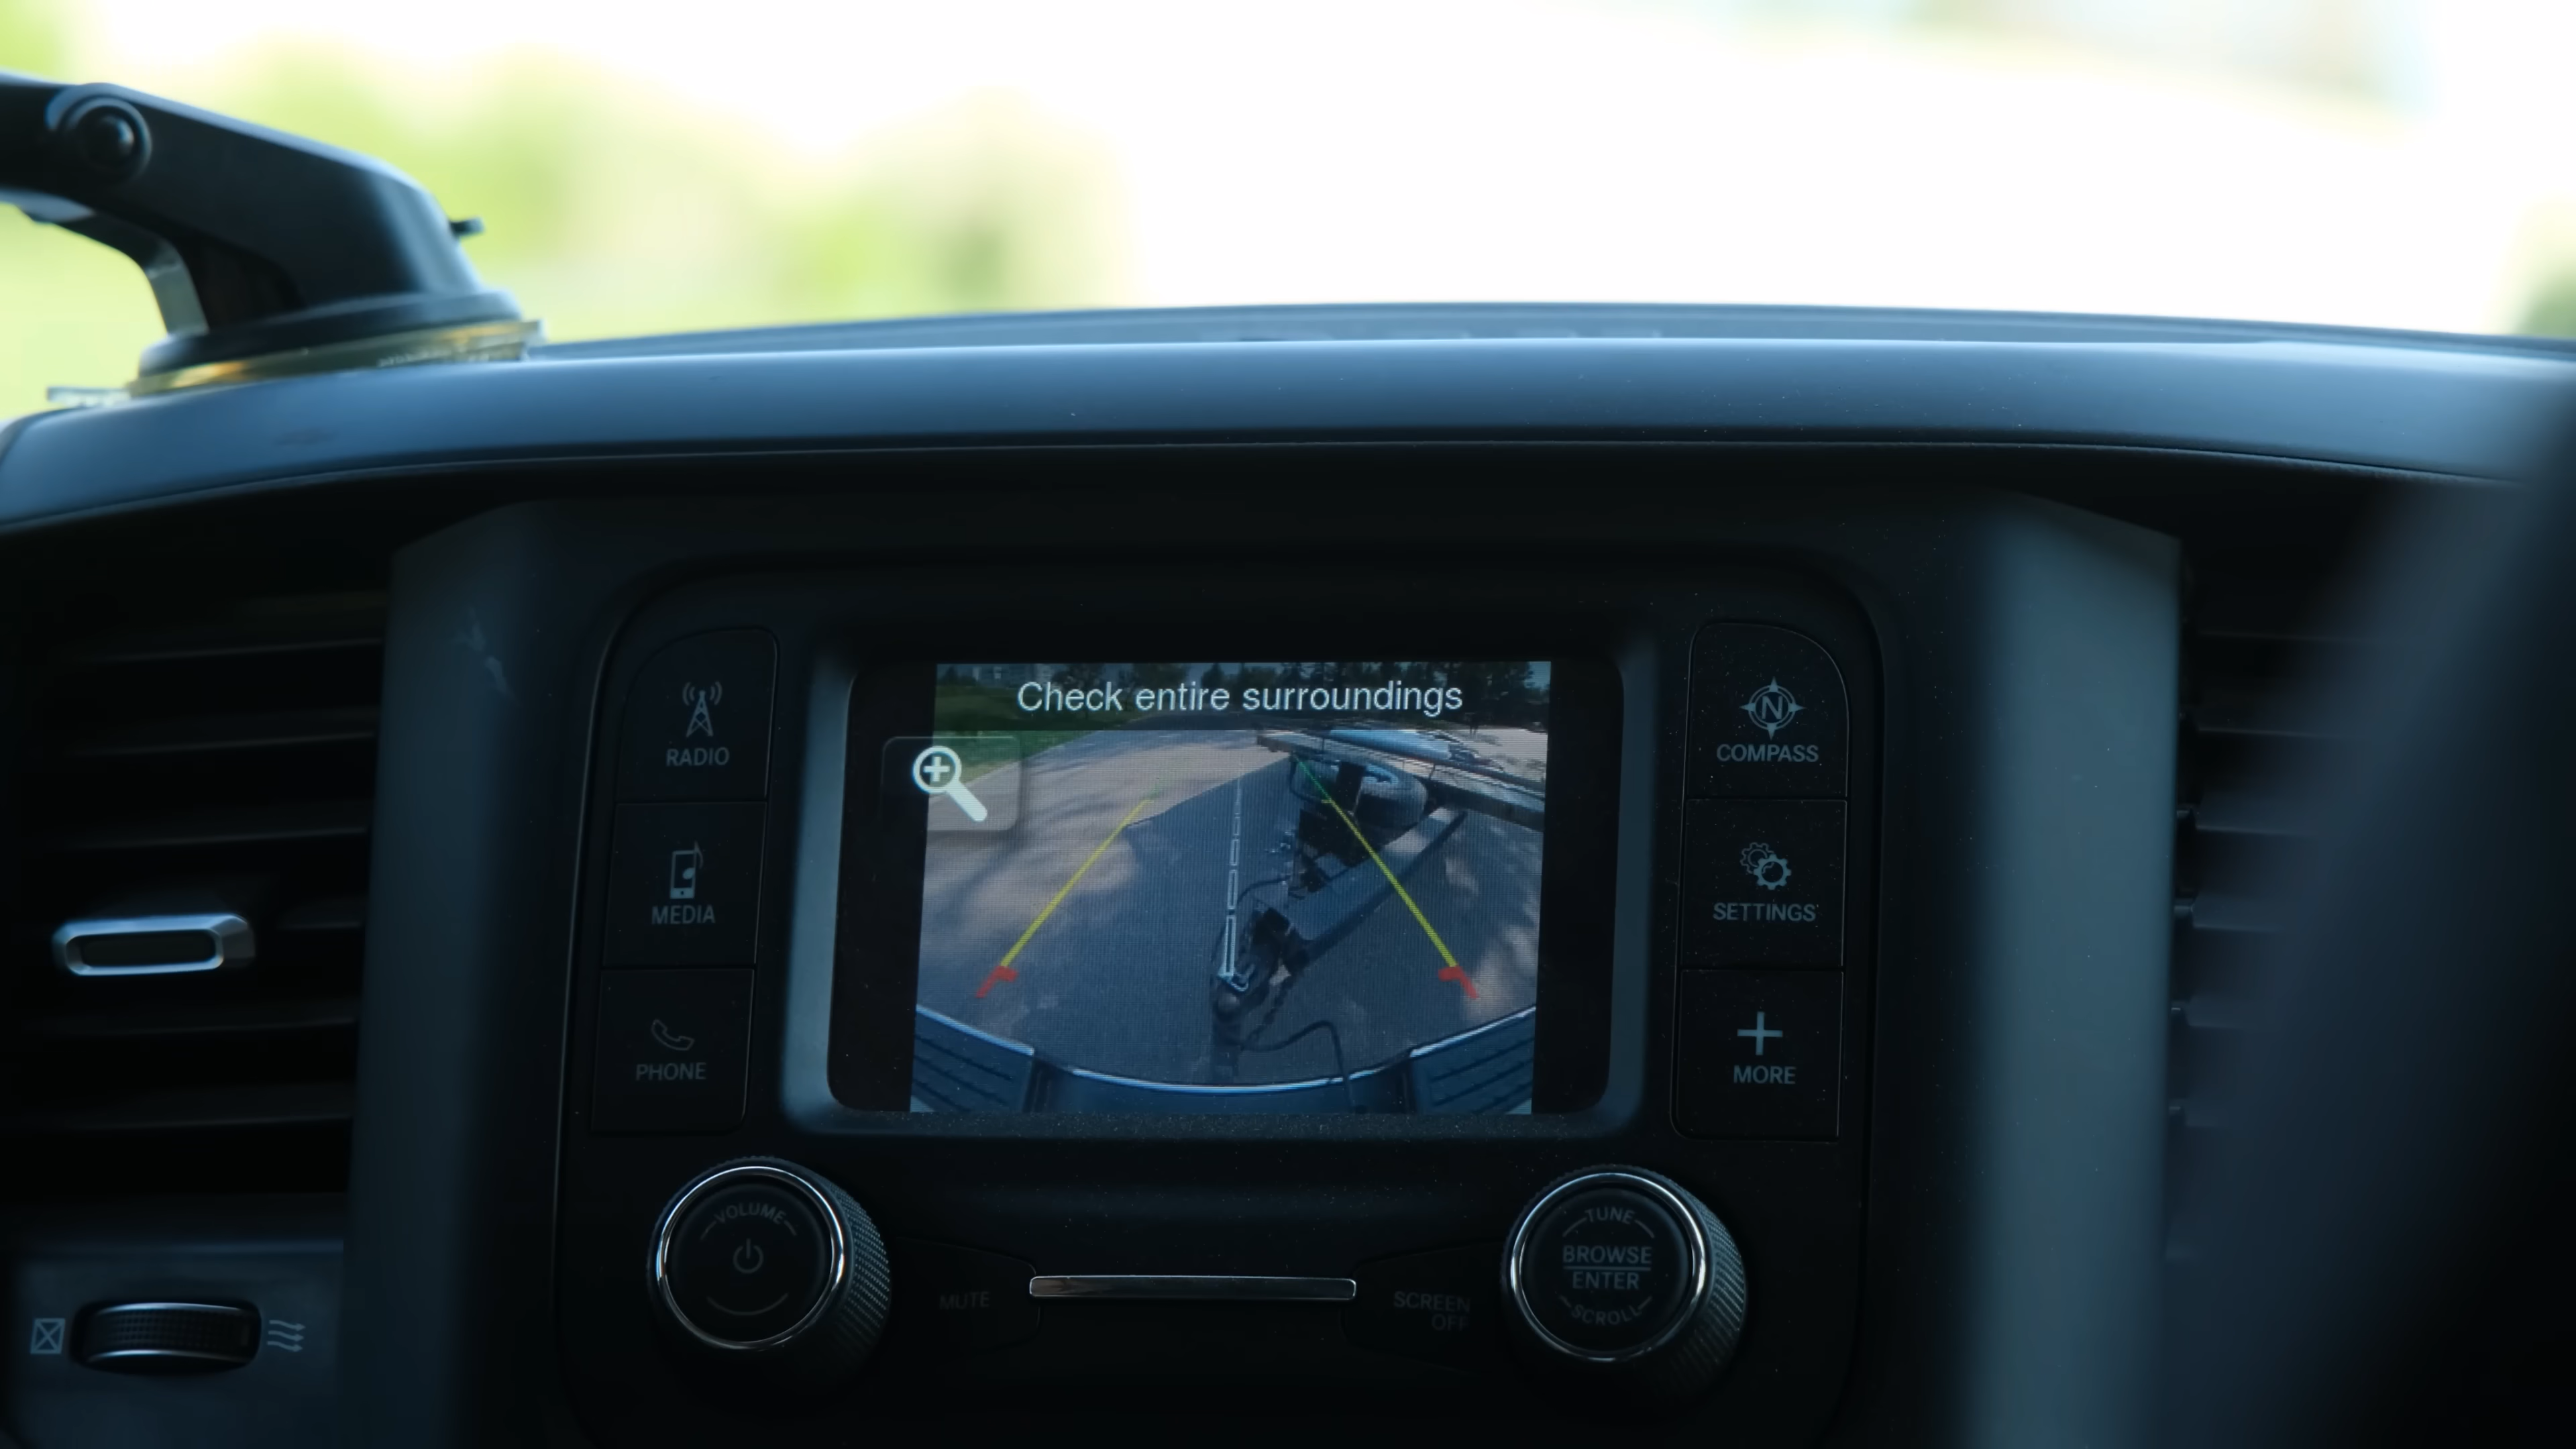 Check entire surroundings
RADIO
MEDIA
PHONE
N
COMPASS
SETTINGS
MORE
VOLUME
MUTE
SCREEN
OFF
TUNE
BROWSE
ENTER
SCROLL